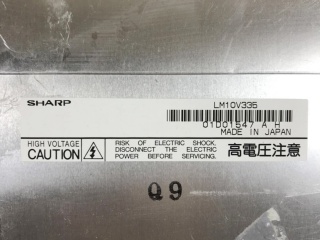 SHARP
LM10V335
01D01547 A H
MADE IN JAPAN
HIGH VOLTAGE
CAUTION
RISK OF ELECTRIC SHOCK.
DISCONNECT THE ELECTRIC
POWER BEFORE SERVICING.
高電圧注意
Q9